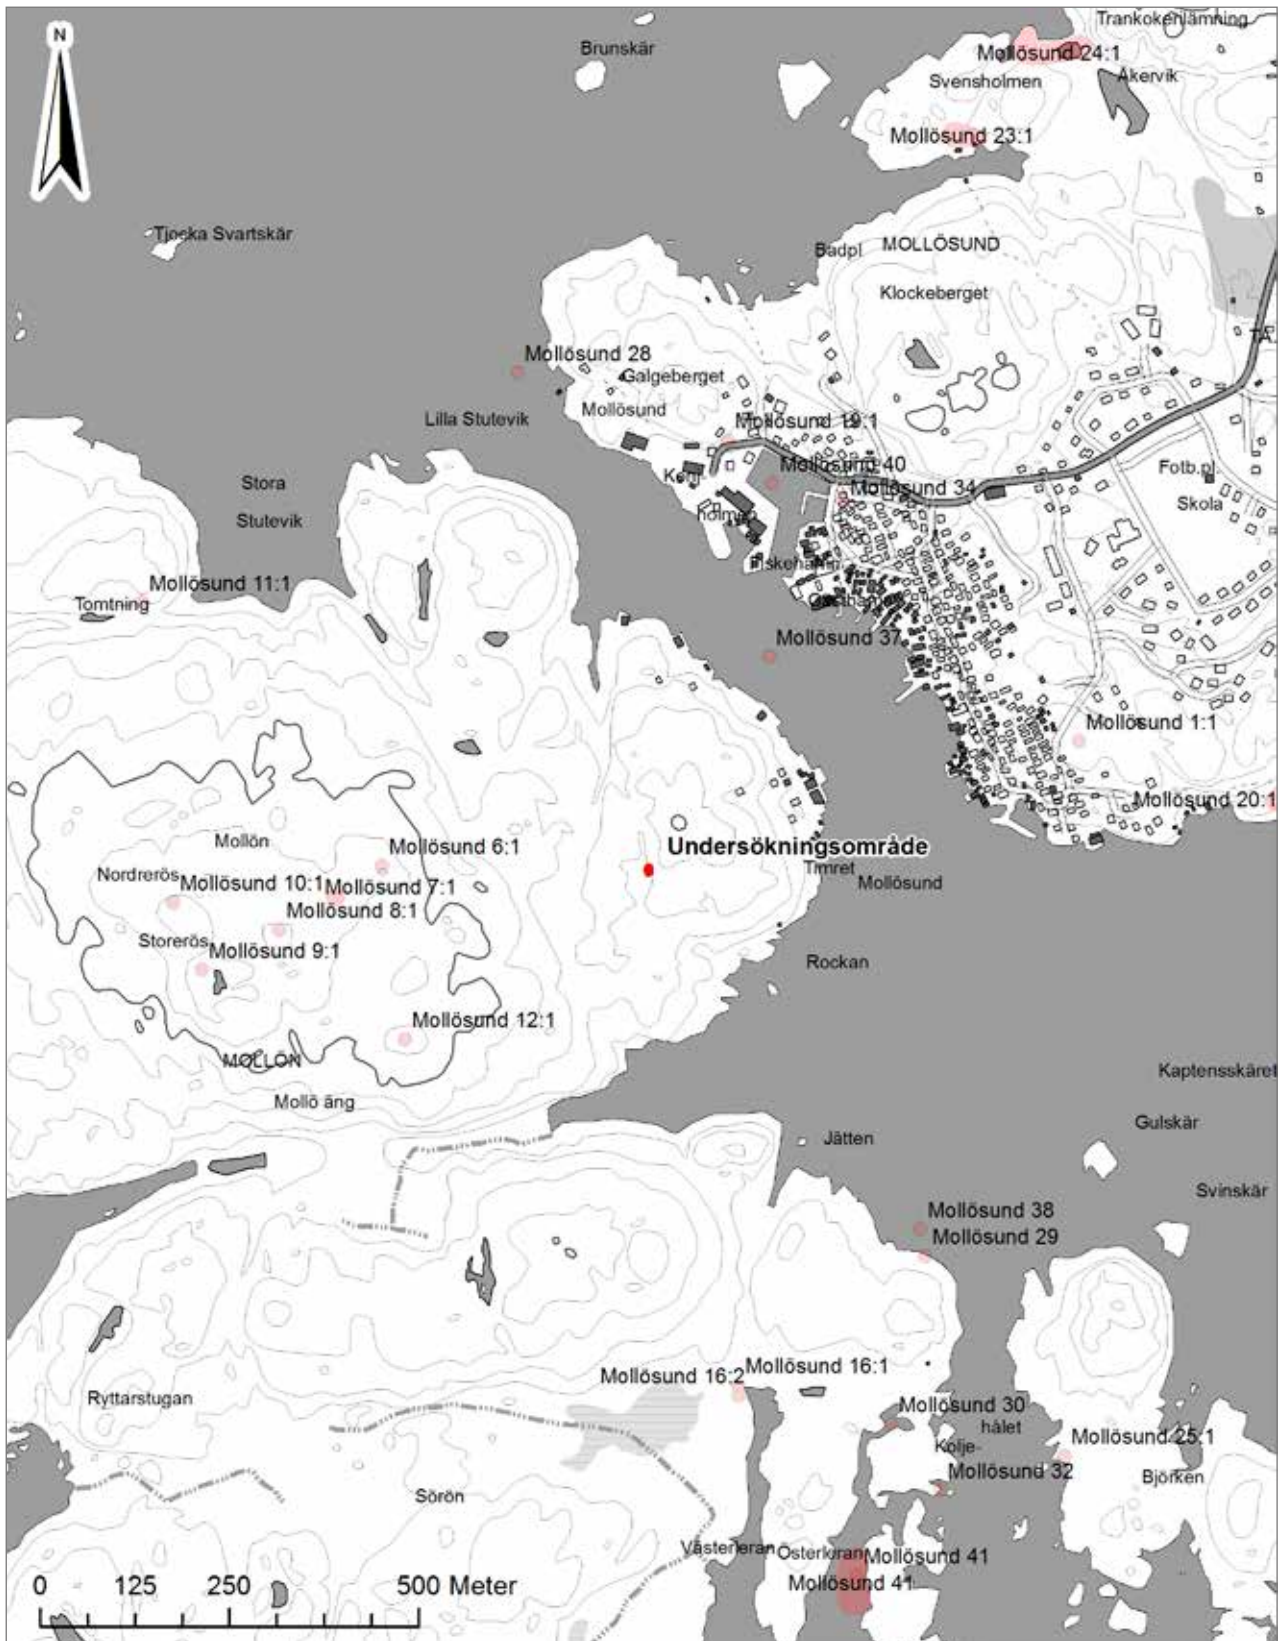 N
Brunskär
Trankokenlämning
Mollösund 24:1
Svensholmen
Åkervik
Mollösund 23:1
Tjocka Svartskär
Badpl
MOLLÖSUND
Klockeberget
TÅ.
Mollösund 28
Galgeberget
Mollösund
Lilla Stutevik
Mollösund 19:1
Mollösund 40
Mollösund 34
Fotb.pl.
Skola
Stora
Stutevik
holmen
Fiskehamn
Mollösund 11:1
Tomtning
Mollösund 37
Mollösund 1:1
Mollösund 20:1
Mollön
Mollösund 6:1
Undersökningsområde
Timret
Mollösund
Nordrerös
Mollösund 10:1
Mollösund 7:1
Mollösund 8:1
Storerös
Mollösund 9:1
Rockan
Mollösund 12:1
MOLLÖN
Mollö äng
Kaptensskäret
Gulskär
Jätten
Svinskär
Mollösund 38
Mollösund 29
Mollösund 16:2
Mollösund 16:1
Ryttarstugan
Mollösund 30
hålet
Kolje-
Mollösund 25:1
Mollösund 32
Björken
Sörön
Västerleran
Österleran
Mollösund 41
Mollösund 41
0 125 250 500 Meter